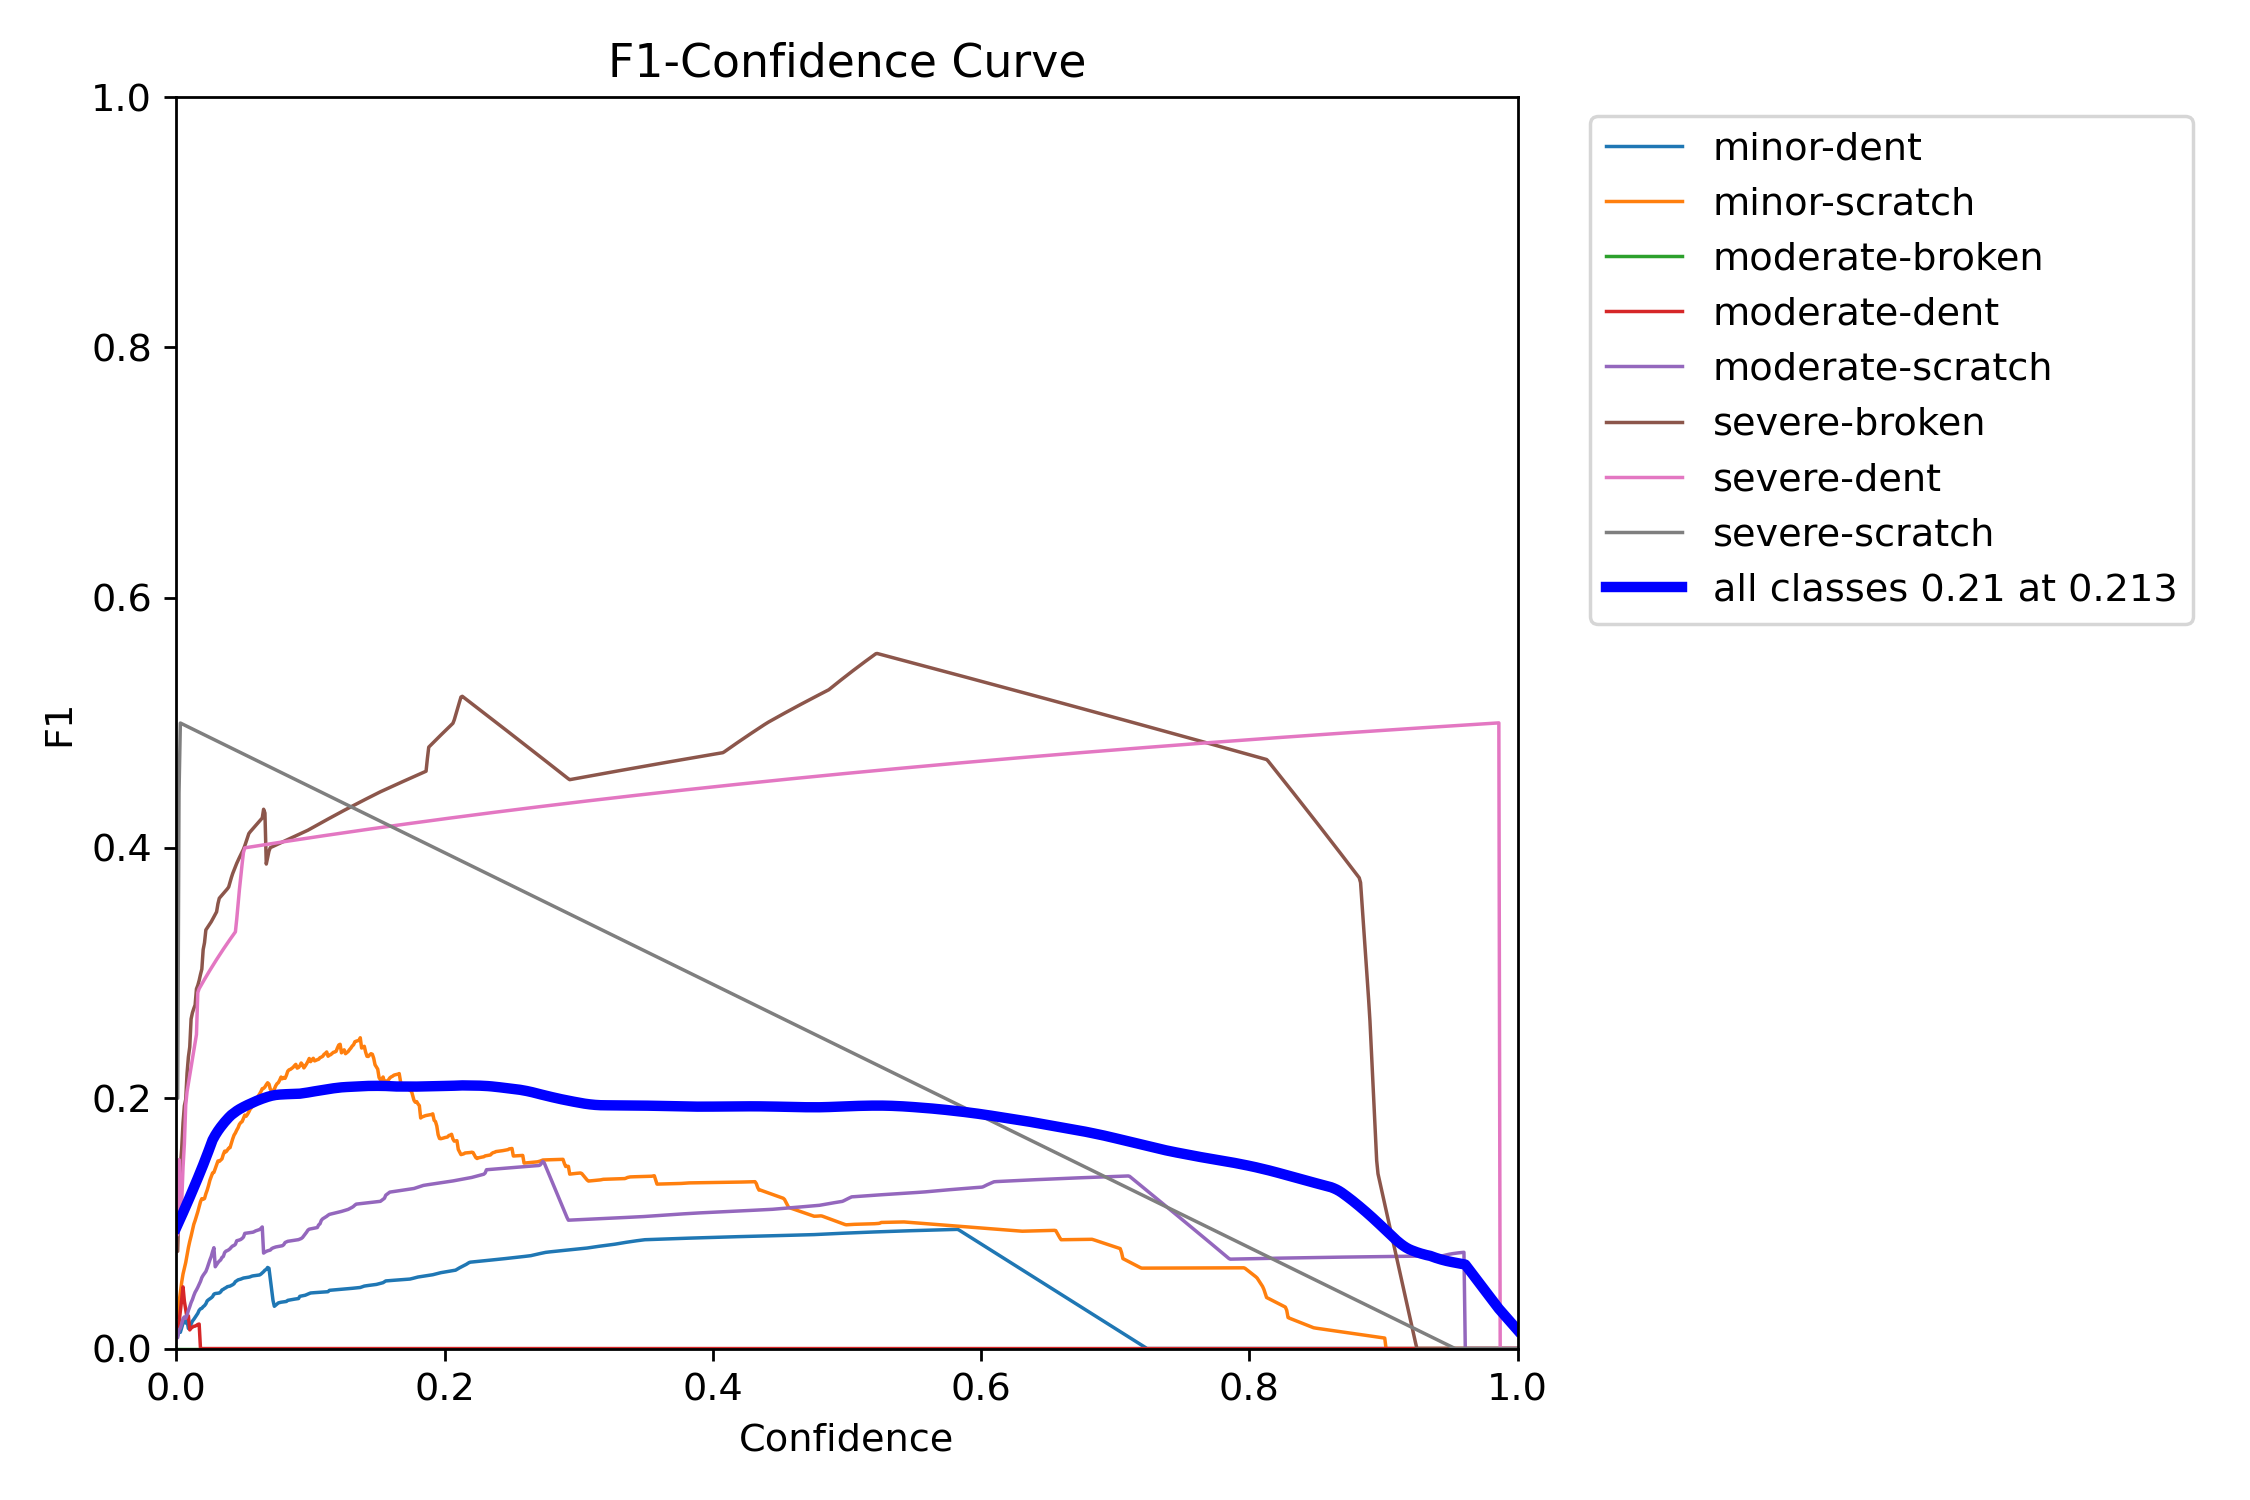 F1-Confidence Curve
1.0
0.8
0.6
0.4
0.2
0.0
F1
0.0 0.2 0.4 0.6 0.8 1.0
Confidence
minor-dent
minor-scratch
moderate-broken
moderate-dent
moderate-scratch
severe-broken
severe-dent
severe-scratch
all classes 0.21 at 0.213